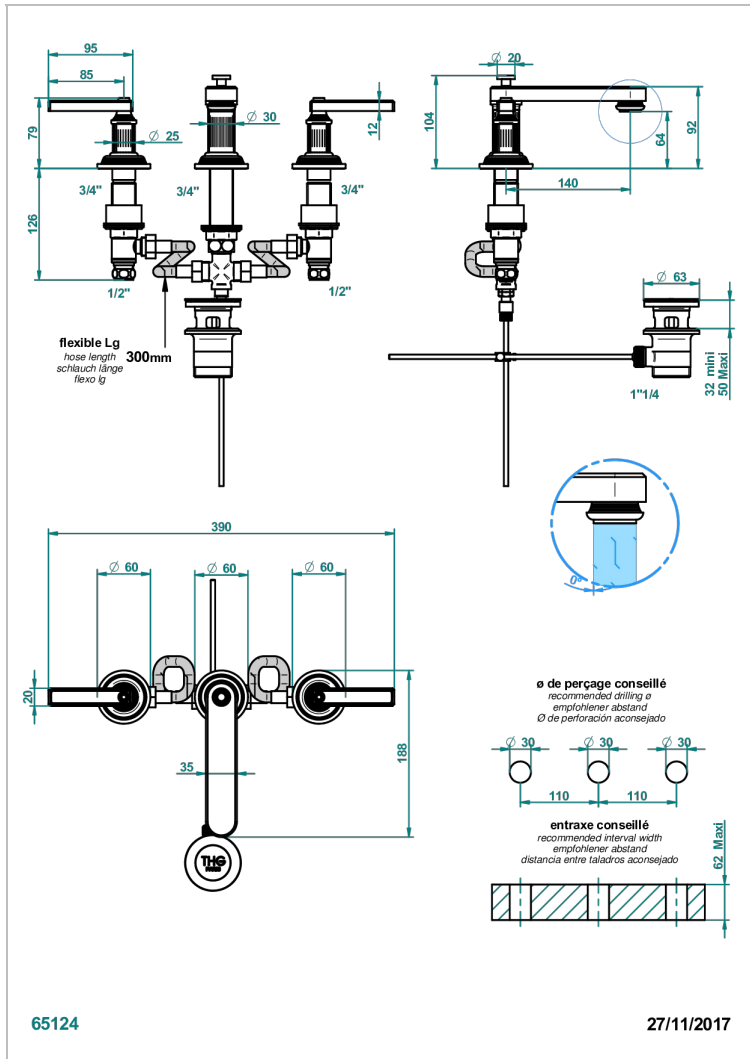 95
85
79
126
Ø 25
3/4"
1/2"
Ø 30
3/4"
12
3/4"
1/2"
flexible Lg
hose length
300mm
schlauch länge
flexo lg
Ø 20
104
92
64
140
Ø 63
32 mini
50 Maxi
1"1/4
0°
390
Ø 60
Ø 60
Ø 60
20
35
188
THG
PARIS
ø de perçage conseillé
recommended drilling ø
empfohlener abstand
Ø de perforación aconsejado
Ø 30
Ø 30
Ø 30
110
110
entraxe conseillé
recommended interval width
empfohlener abstand
distancia entre taladros aconsejado
62 Maxi
65124
27/11/2017